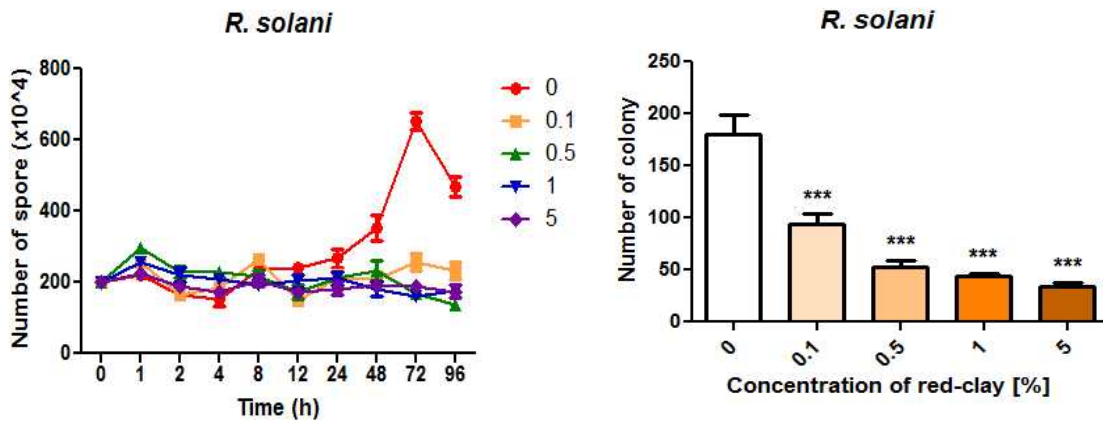 R. solani
Number of spore (x10^4)
800
600
400
200
0
0 1 2 4 8 12 24 48 72 96
Time (h)
0
0.1
0.5
1
5
R. solani
Number of colony
250
200
150
100
50
0
***
***
***
***
0 0.1 0.5 1 5
Concentration of red-clay [%]